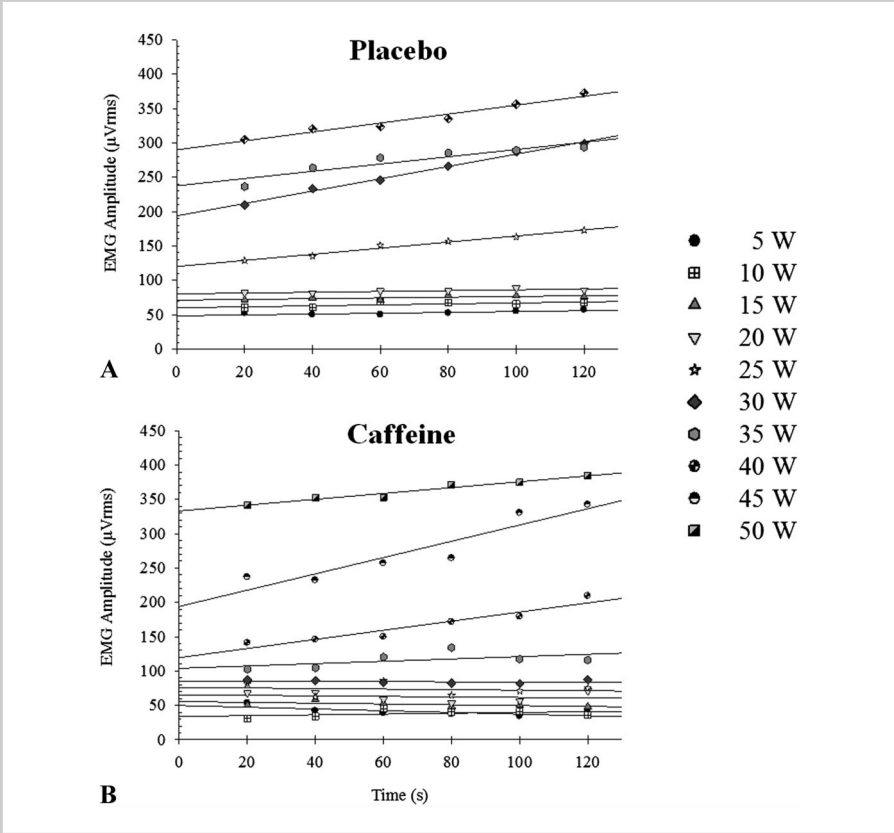 Placebo
450
400
350
300
250
200
150
100
50
0
EMG Amplitude (µVrms)
0 20 40 60 80 100 120
A
5 W
10 W
15 W
20 W
25 W
30 W
35 W
40 W
45 W
50 W
Caffeine
450
400
350
300
250
200
150
100
50
0
EMG Amplitude (µVrms)
0 20 40 60 80 100 120
Time (s)
B